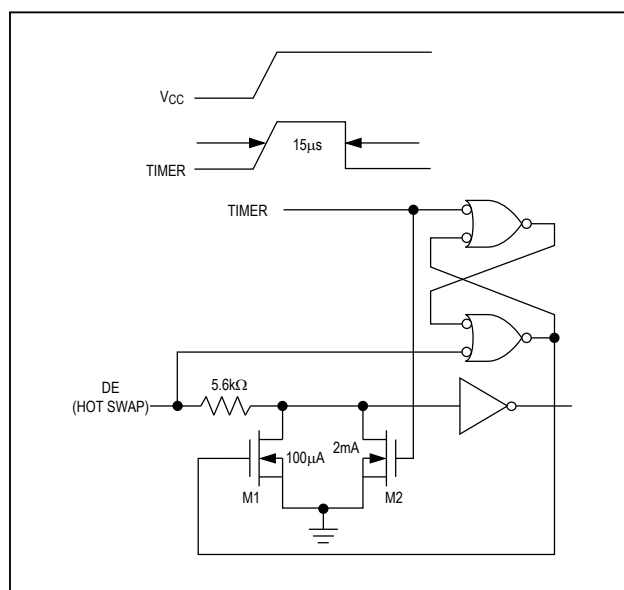 VCC
15μs
TIMER
TIMER
DE
(HOT SWAP)
5.6kΩ
100μA
2mA
M1
M2